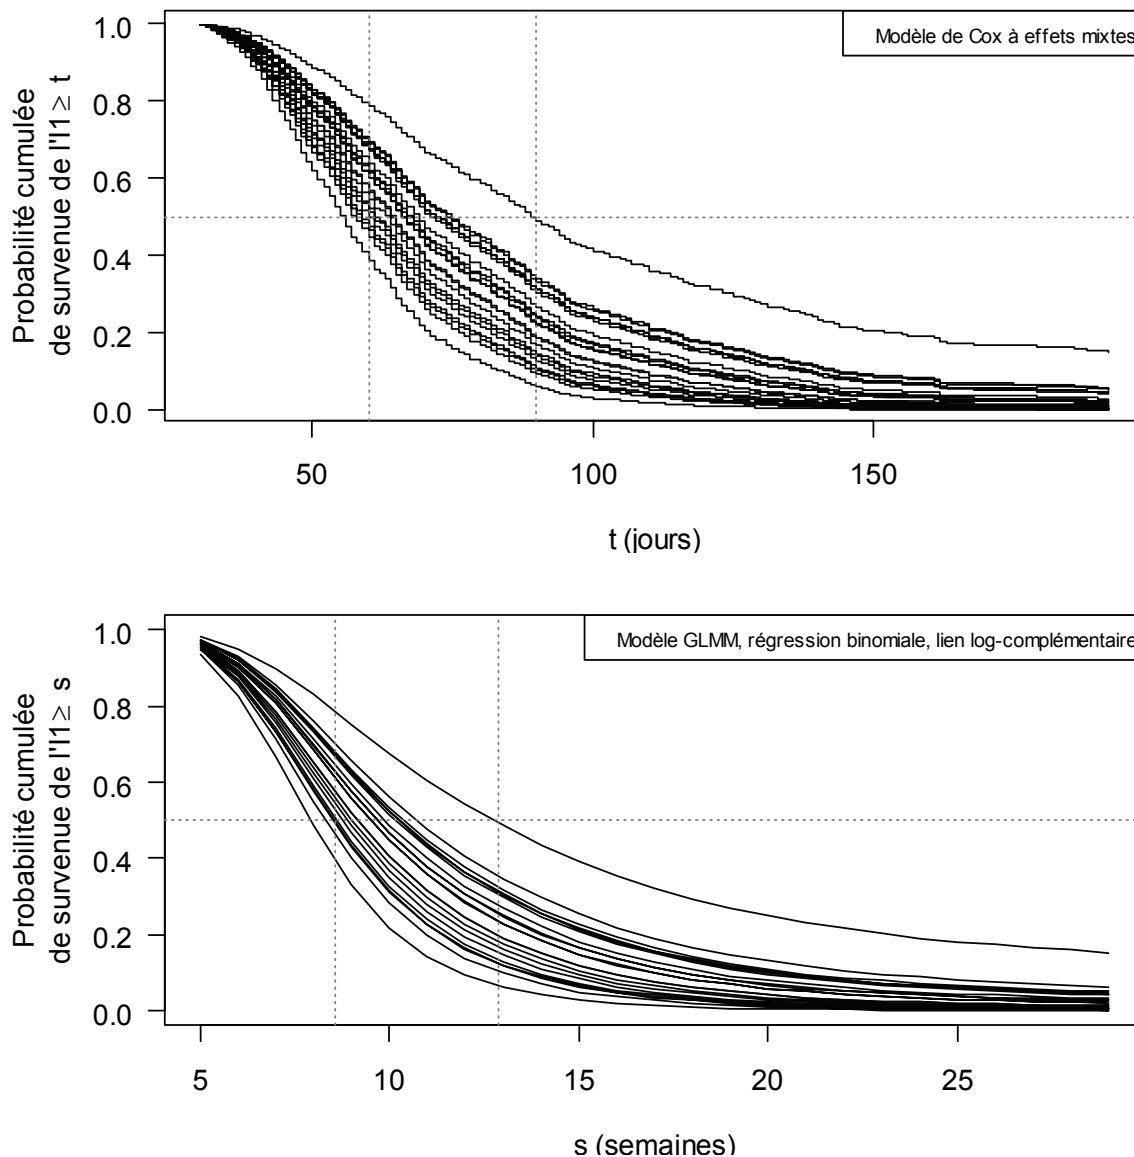 Modèle de Cox à effets mixtes
Probabilité cumulée
de survenue de l'I1≥ t
1.0
0.8
0.6
0.4
0.2
0.0
50
100
150
t (jours)
Modèle GLMM, régression binomiale, lien log-complémentaire
Probabilité cumulée
de survenue de l'I1≥ s
1.0
0.8
0.6
0.4
0.2
0.0
5
10
15
20
25
s (semaines)